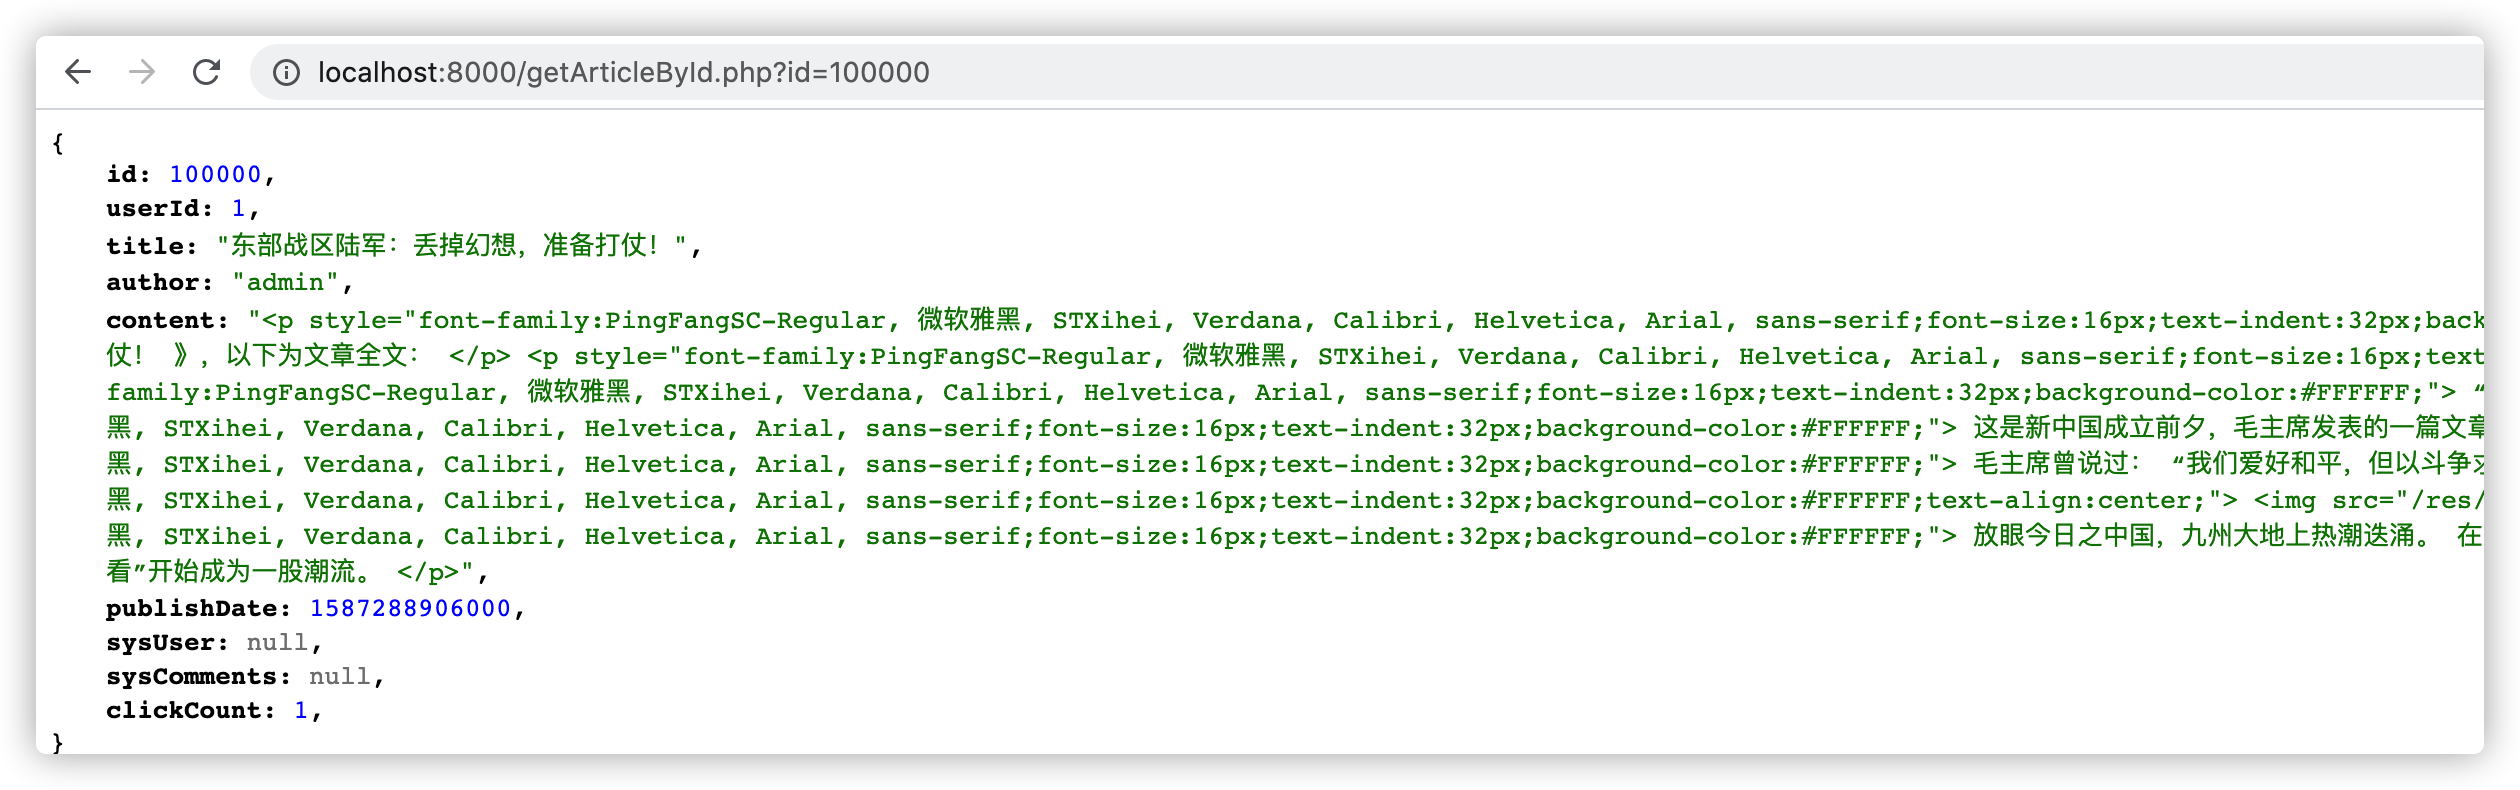 localhost:8000/getArticleById.php?id=100000
{
id: 100000,
userId: 1,
title: "东部战区陆军：丢掉幻想，准备打仗！",
author: "admin",
content: "<p style="font-family:PingFangSC-Regular, 微软雅黑, STXihei, Verdana, Calibri, Helvetica, Arial, sans-serif;font-size:16px;text-indent:32px;back
仗！ 》，以下为文章全文： </p> <p style="font-family:PingFangSC-Regular, 微软雅黑, STXihei, Verdana, Calibri, Helvetica, Arial, sans-serif;font-size:16px;text
family:PingFangSC-Regular, 微软雅黑, STXihei, Verdana, Calibri, Helvetica, Arial, sans-serif;font-size:16px;text-indent:32px;background-color:#FFFFFF;"> “
黑, STXihei, Verdana, Calibri, Helvetica, Arial, sans-serif;font-size:16px;text-indent:32px;background-color:#FFFFFF;"> 这是新中国成立前夕，毛主席发表的一篇文章
黑, STXihei, Verdana, Calibri, Helvetica, Arial, sans-serif;font-size:16px;text-indent:32px;background-color:#FFFFFF;"> 毛主席曾说过： “我们爱好和平，但以斗争求
黑, STXihei, Verdana, Calibri, Helvetica, Arial, sans-serif;font-size:16px;text-indent:32px;background-color:#FFFFFF;text-align:center;"> <img src="/res/
黑, STXihei, Verdana, Calibri, Helvetica, Arial, sans-serif;font-size:16px;text-indent:32px;background-color:#FFFFFF;"> 放眼今日之中国，九州大地上热潮迭涌。 在
看”开始成为一股潮流。 </p>",
publishDate: 1587288906000,
sysUser: null,
sysComments: null,
clickCount: 1,
}